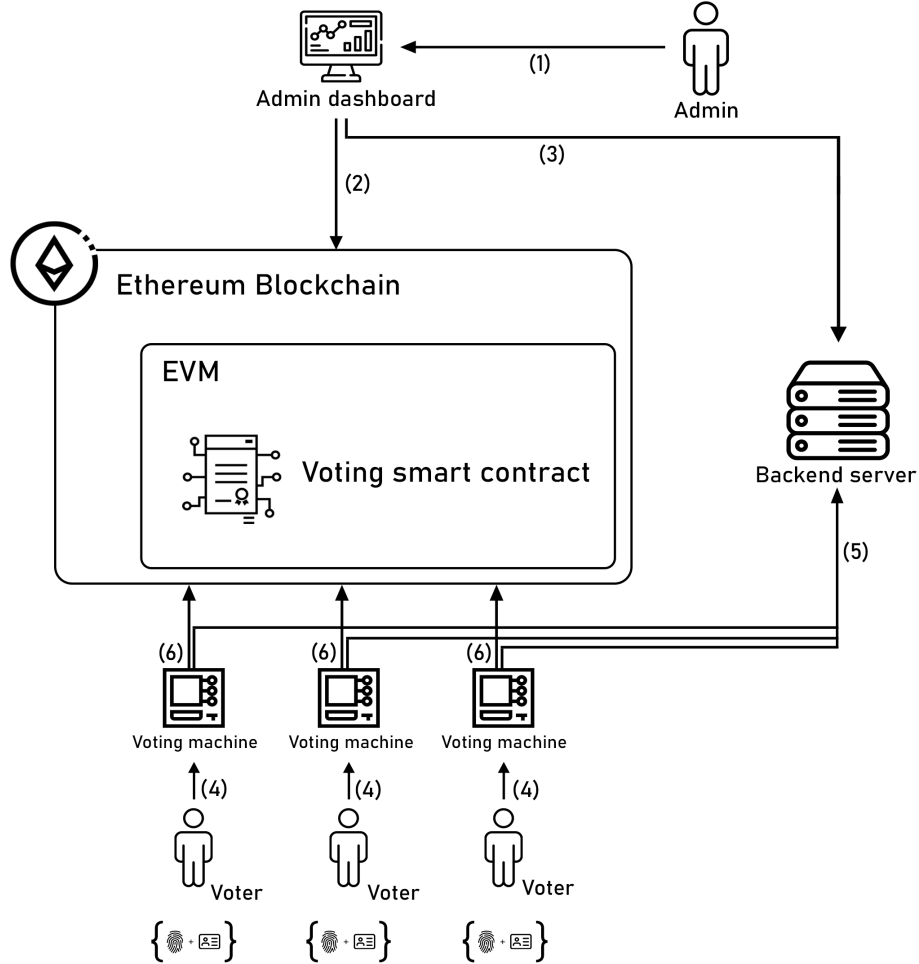 (1)
Admin dashboard
Admin
(3)
(2)
Ethereum Blockchain
EVM
Voting smart contract
Backend server
(5)
(6)
(6)
(6)
Voting machine
Voting machine
Voting machine
(4)
(4)
(4)
Voter
Voter
Voter
{ + }
{ + }
{ + }